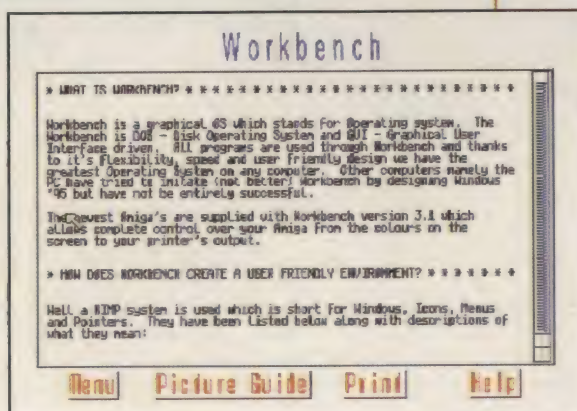 Workbench
* WHAT IS WORKBENCH? * * * * * * * * * * * * * * * * * * * * * * * * *
Workbench is a graphical OS which stands for Operating system. The
Workbench is DOS - Disk Operating System and GUI - Graphical User
Interface driven. All programs are used through Workbench and thanks
to it's flexibility, speed and user friendly design we have the
greatest Operating System on any computer. Other computers namely the
PC have tried to imitate (not better) Workbench by designing Windows
'95 but have not be entirely successful.
The newest Amiga's are supplied with Workbench version 3.1 which
allows complete control over your Amiga from the colours on the
screen to your printer's output.
* HOW DOES WORKBENCH CREATE A USER FRIENDLY ENVIRONMENT? * * * * * * *
Well a WIMP system is used which is short for Windows, Icons, Menus
and Pointers. They have been listed below along with descriptions of
what they mean:
Menu Picture Guide Print Help